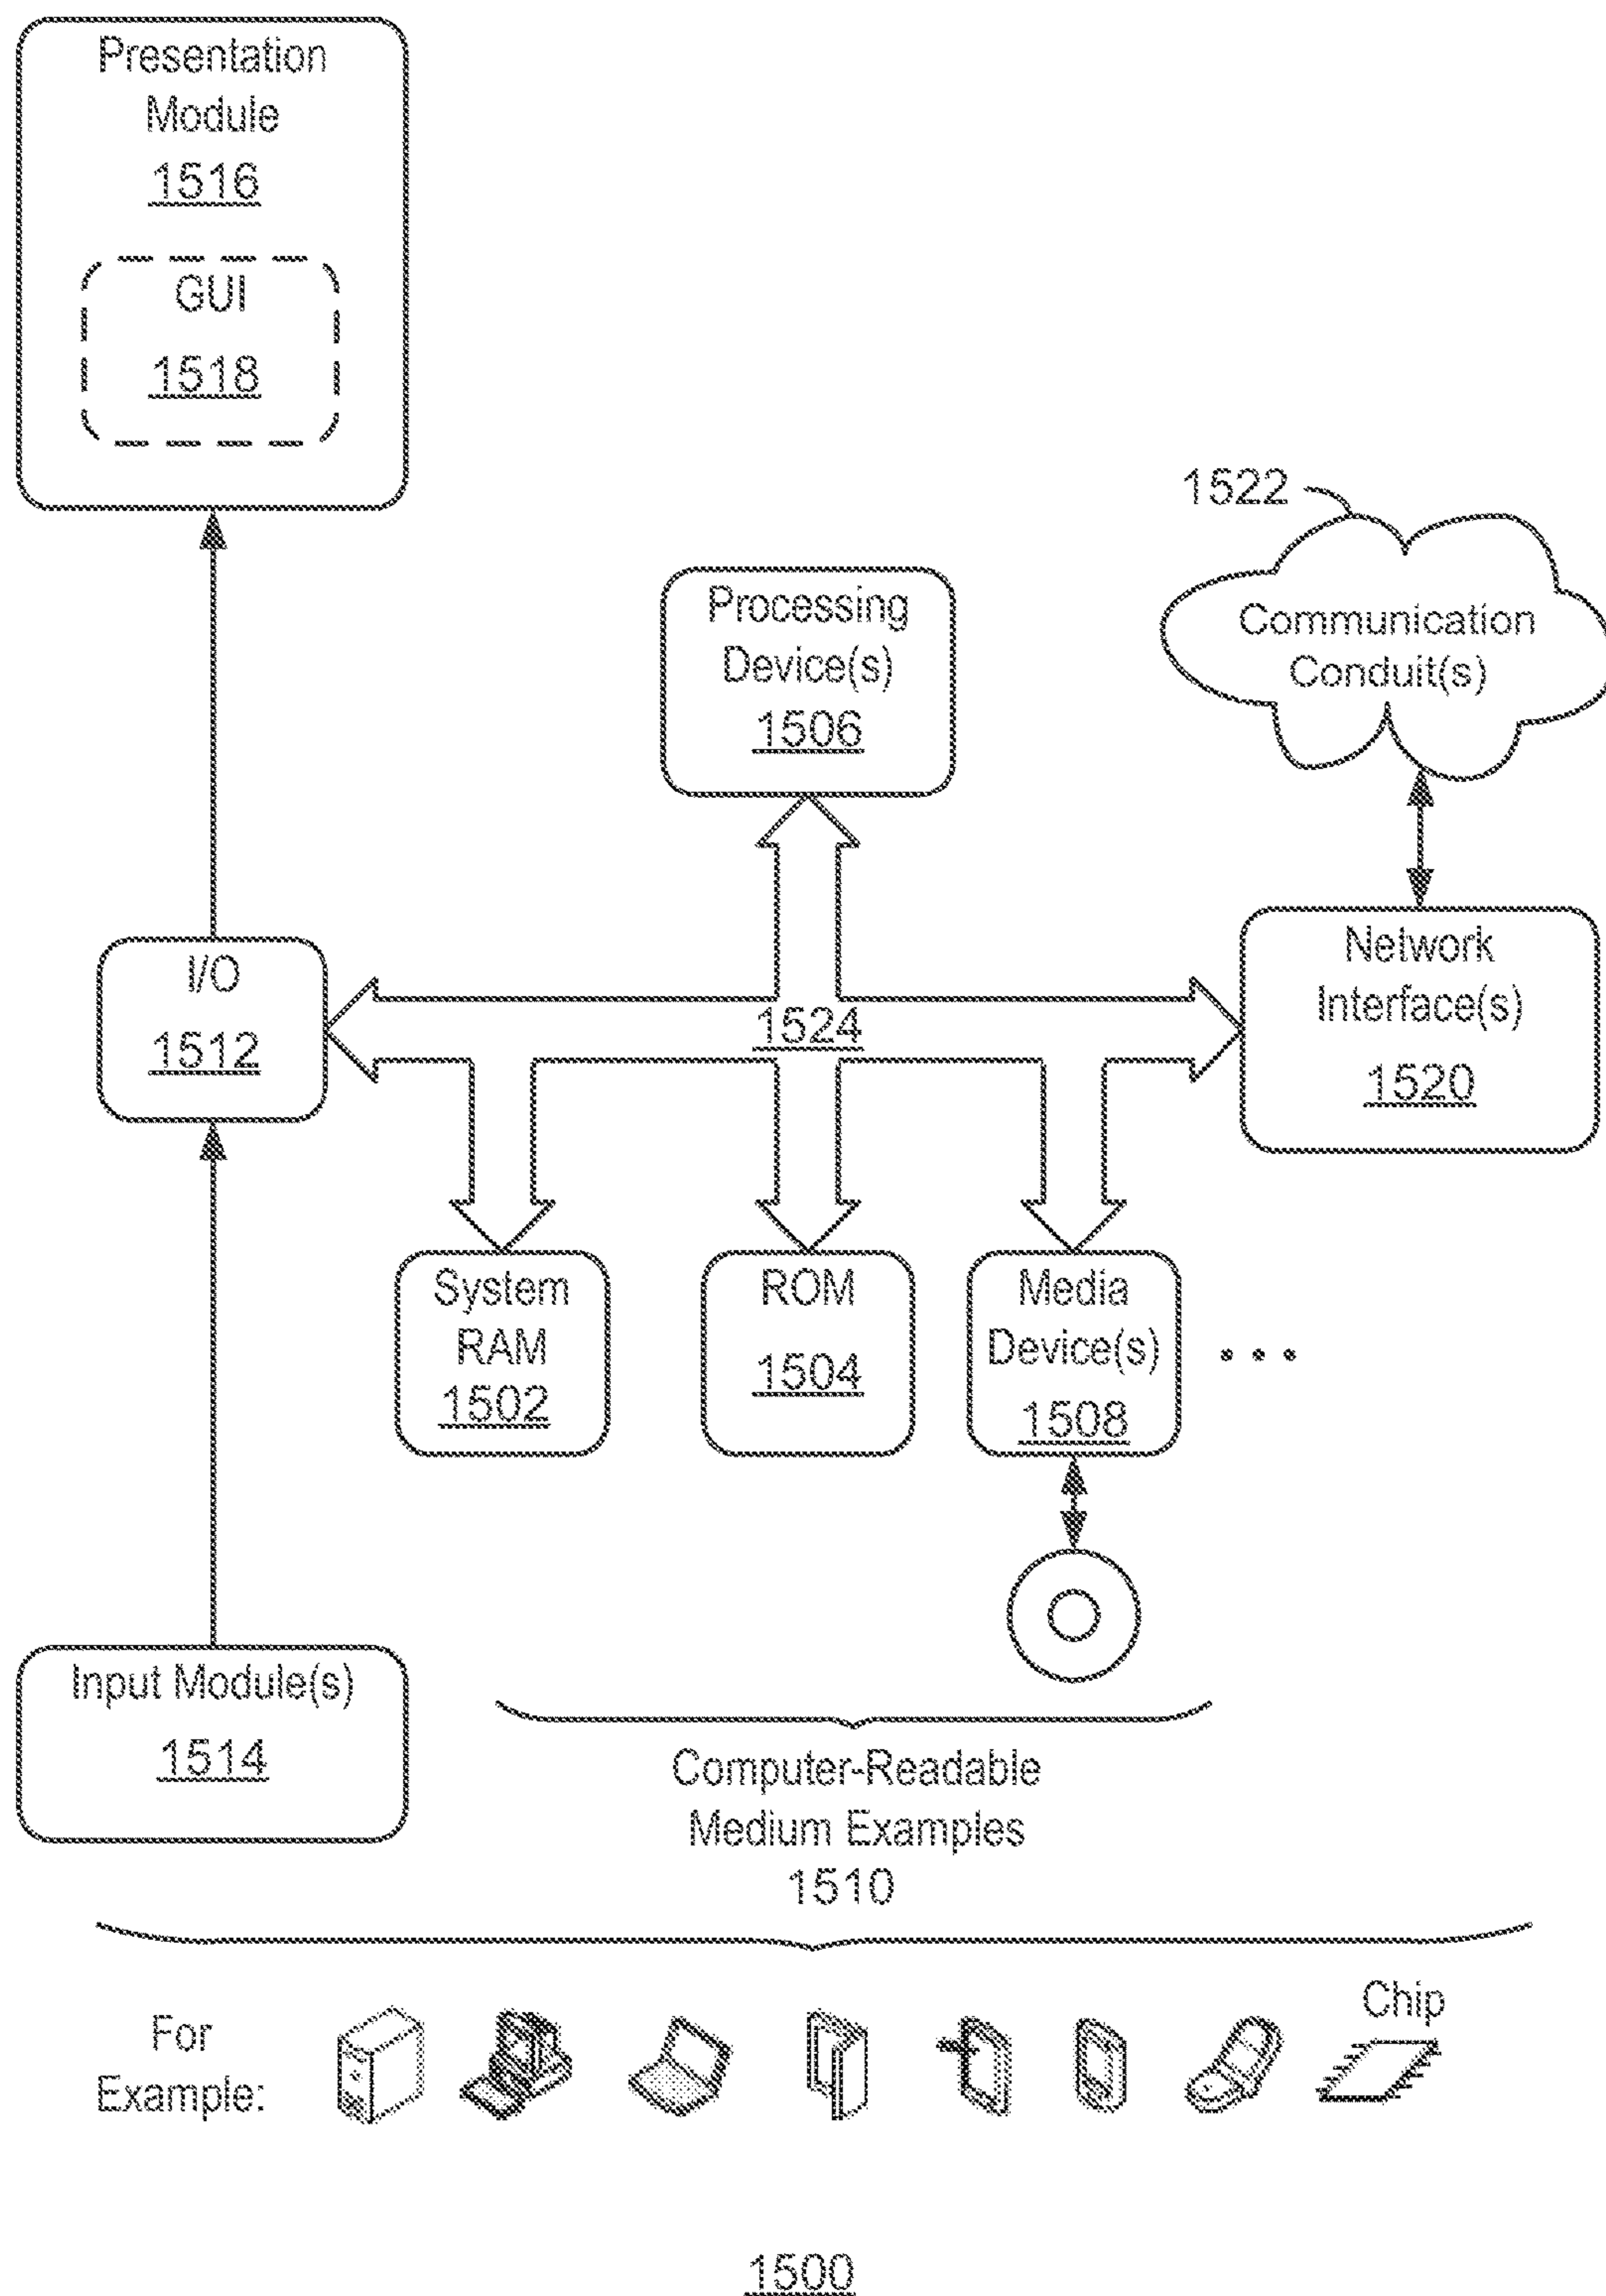 Presentation
Module
1516
GUI
1518
1522
Communication
Conduit(s)
Processing
Device(s)
1506
I/O
1512
1524
Network
Interface(s)
1520
System
RAM
1502
ROM
1504
Media
Device(s)
1508
...
Input Module(s)
1514
Computer-Readable
Medium Examples
1510
For
Example:
Chip
1500